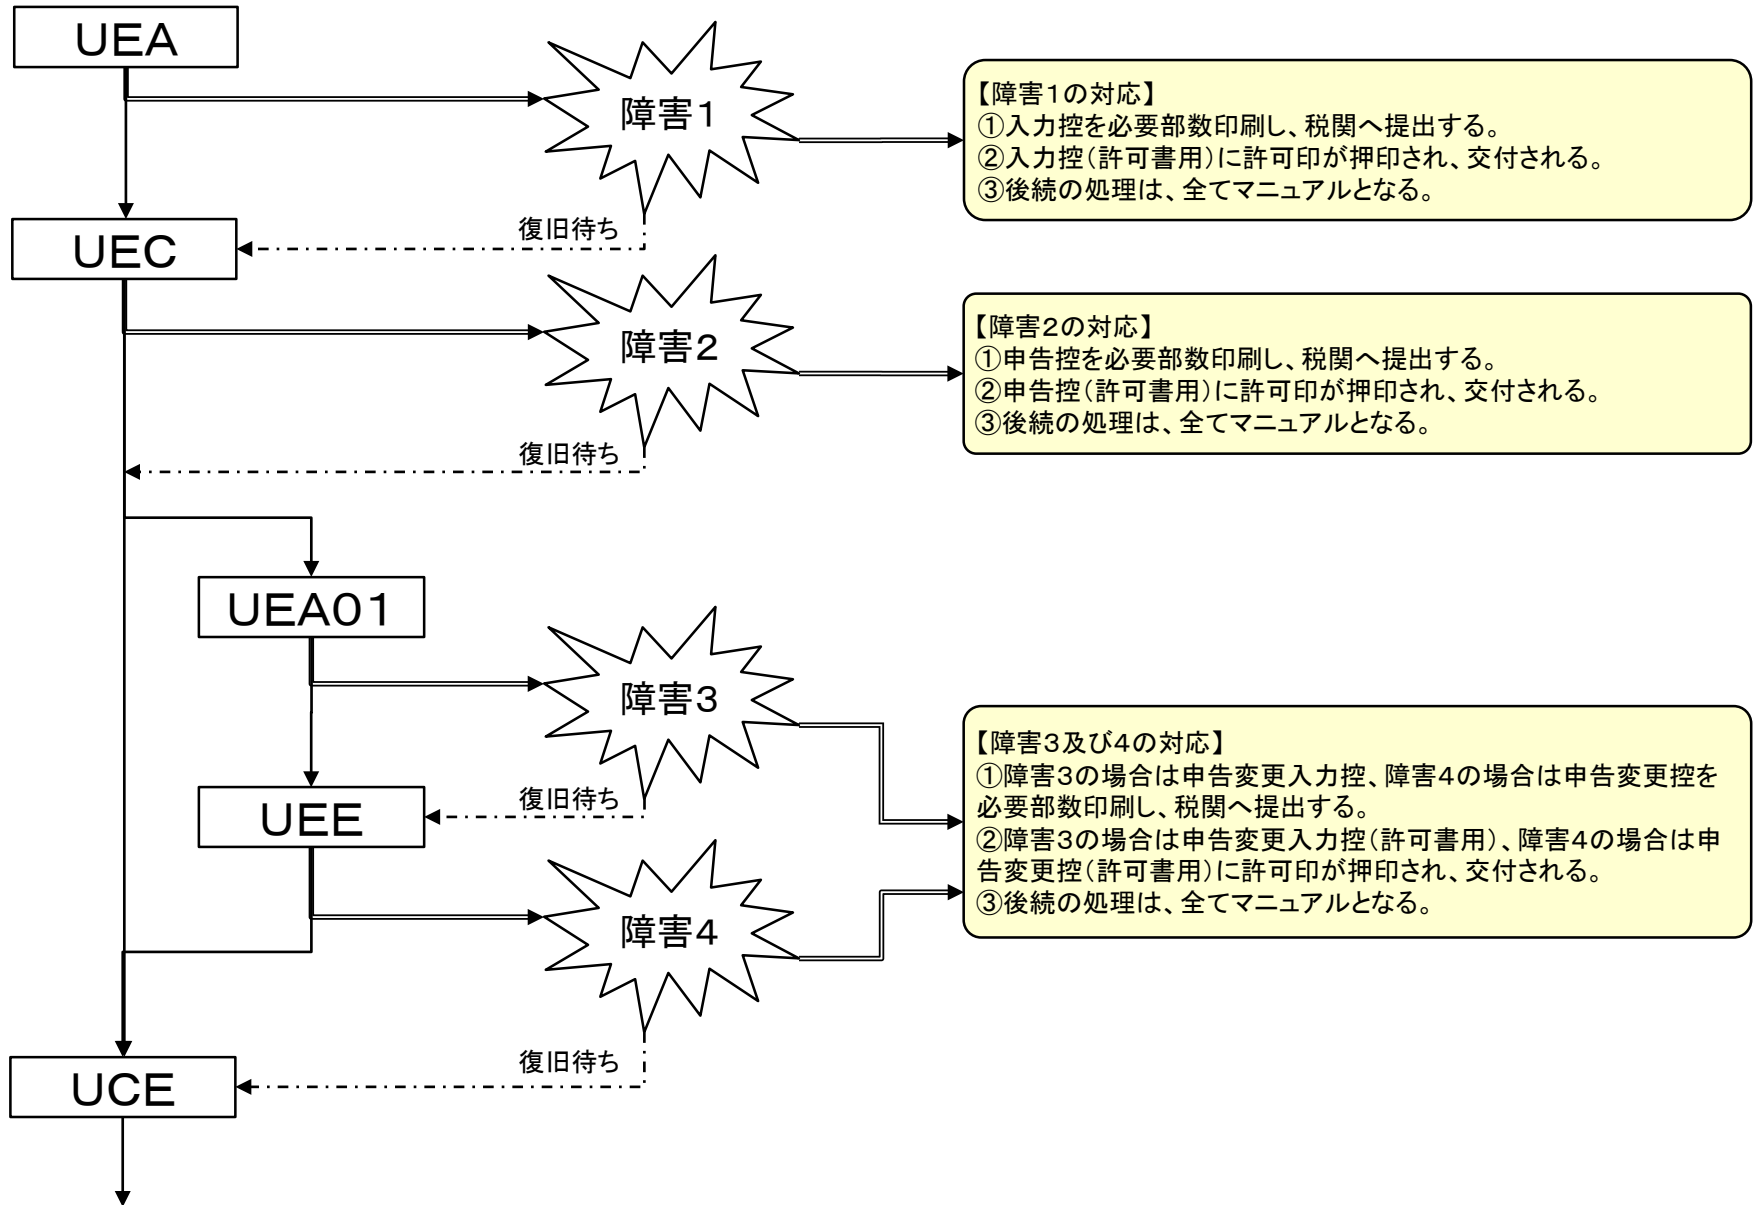 UEA
障害1
【障害1の対応】
①入力控を必要部数印刷し、税関へ提出する。
②入力控（許可書用）に許可印が押印され、交付される。
③後続の処理は、全てマニュアルとなる。
復旧待ち
UEC
障害2
【障害2の対応】
①申告控を必要部数印刷し、税関へ提出する。
②申告控（許可書用）に許可印が押印され、交付される。
③後続の処理は、全てマニュアルとなる。
復旧待ち
UEA01
障害3
【障害3及び4の対応】
①障害3の場合は申告変更入力控、障害4の場合は申告変更控を
必要部数印刷し、税関へ提出する。
②障害3の場合は申告変更入力控（許可書用）、障害4の場合は申
告変更控（許可書用）に許可印が押印され、交付される。
③後続の処理は、全てマニュアルとなる。
復旧待ち
UEE
障害4
復旧待ち
UCE